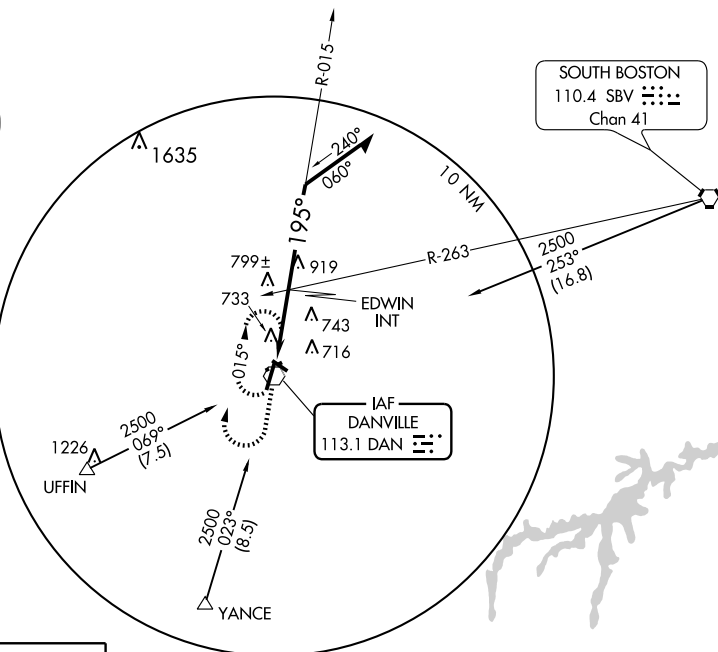 R-015
SOUTH BOSTON
110.4 SBV
Chan 41
1635
240°
060°
10 NM
195°
R-263
2500
253°
(16.8)
799±
919
EDWIN
INT
733
743
716
015°
IAF
DANVILLE
113.1 DAN
2500
069°
(7.5)
1226
UFFIN
2500
023°
(8.5)
YANCE